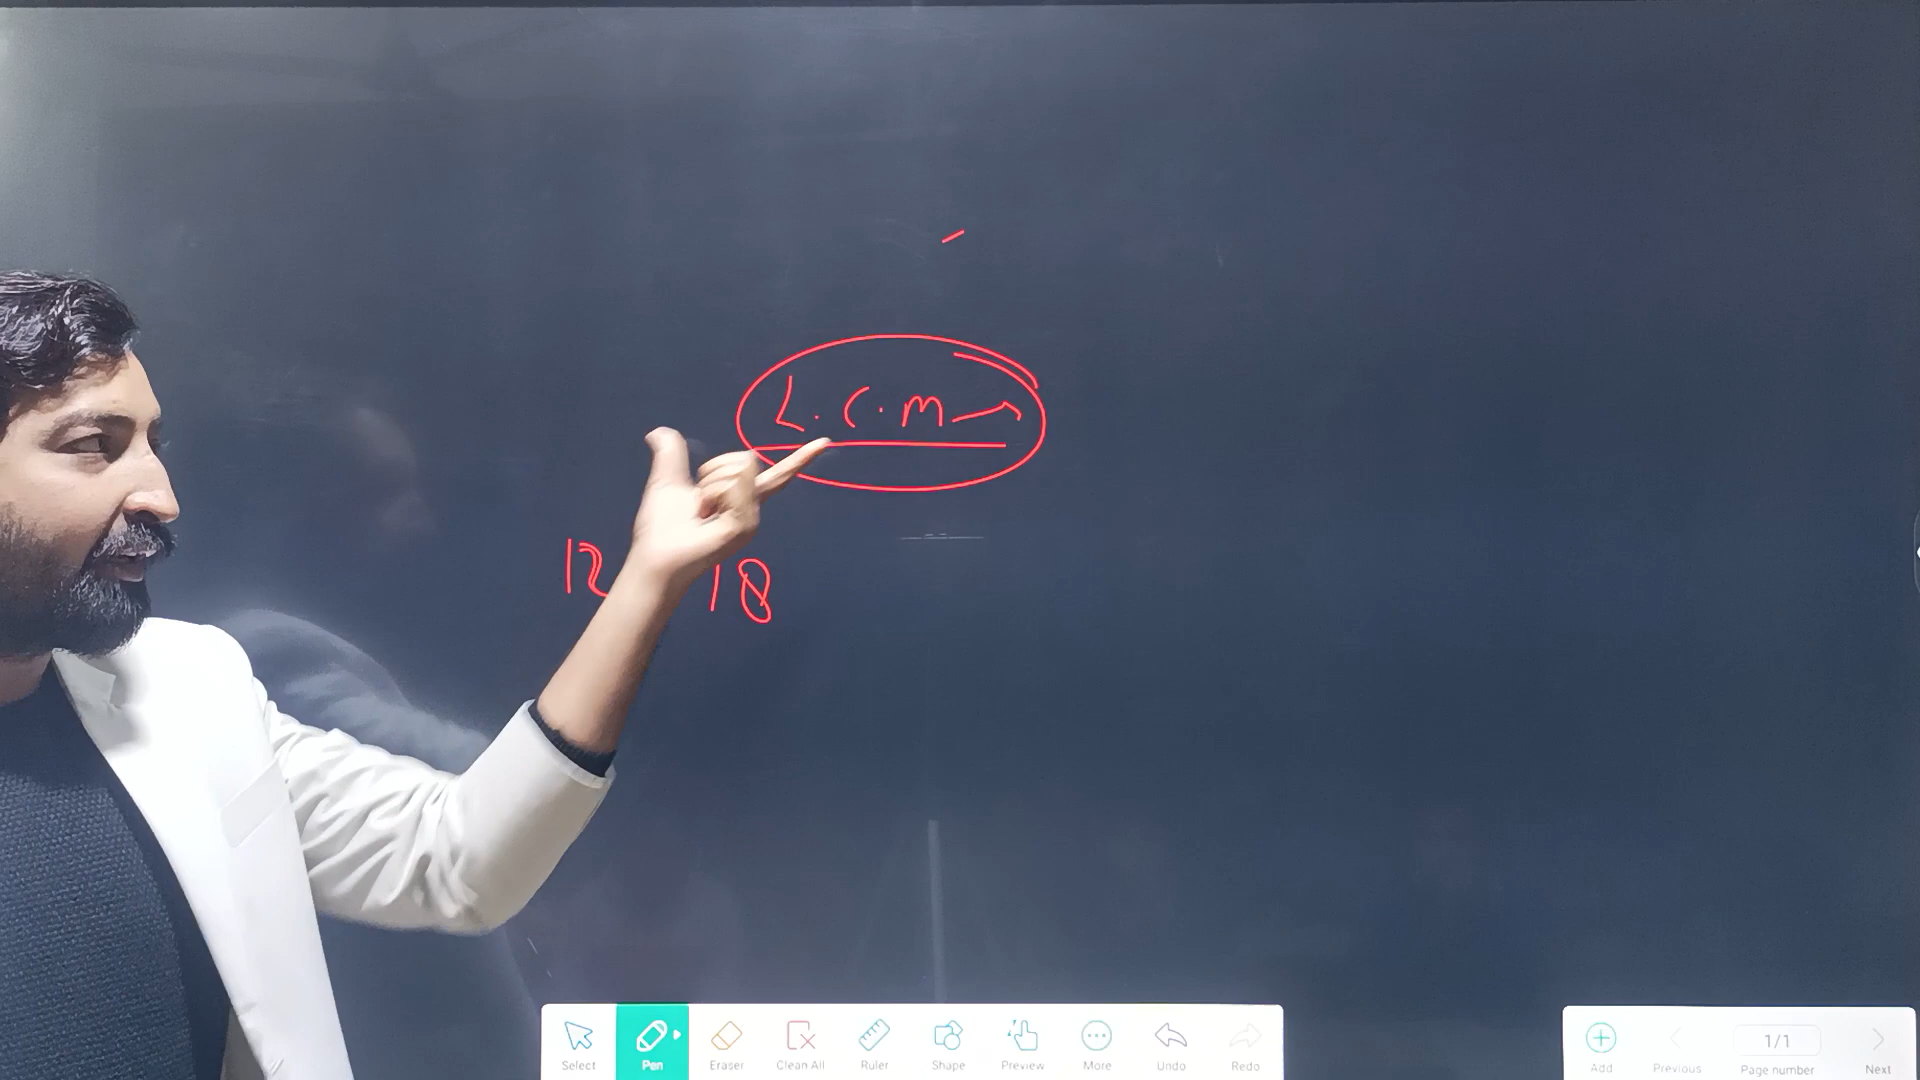 L.C.M →
12 18
Select Pen Eraser Clean All Ruler Shape Preview More Undo Redo
Add Previous 1/1 Page number Next